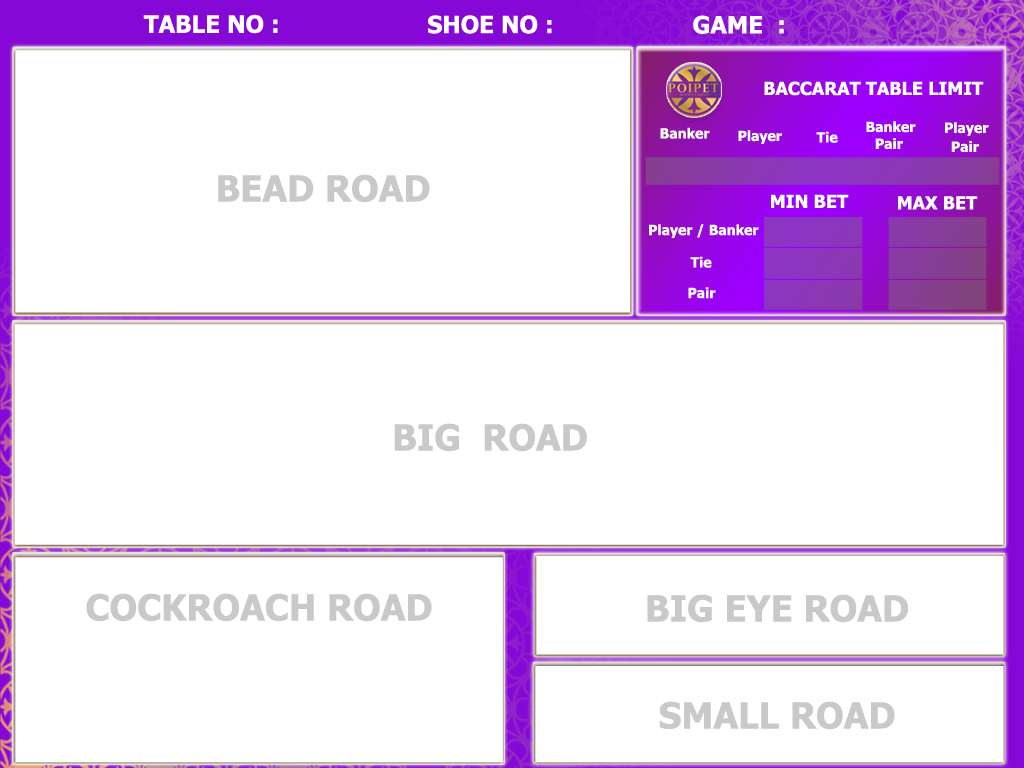 TABLE NO :
SHOE NO :
GAME :
BEAD ROAD
POIPET
BACCARAT TABLE LIMIT
Banker
Player
Tie
Banker
Pair
Player
Pair
MIN BET
MAX BET
Player / Banker
Tie
Pair
BIG ROAD
COCKROACH ROAD
BIG EYE ROAD
SMALL ROAD